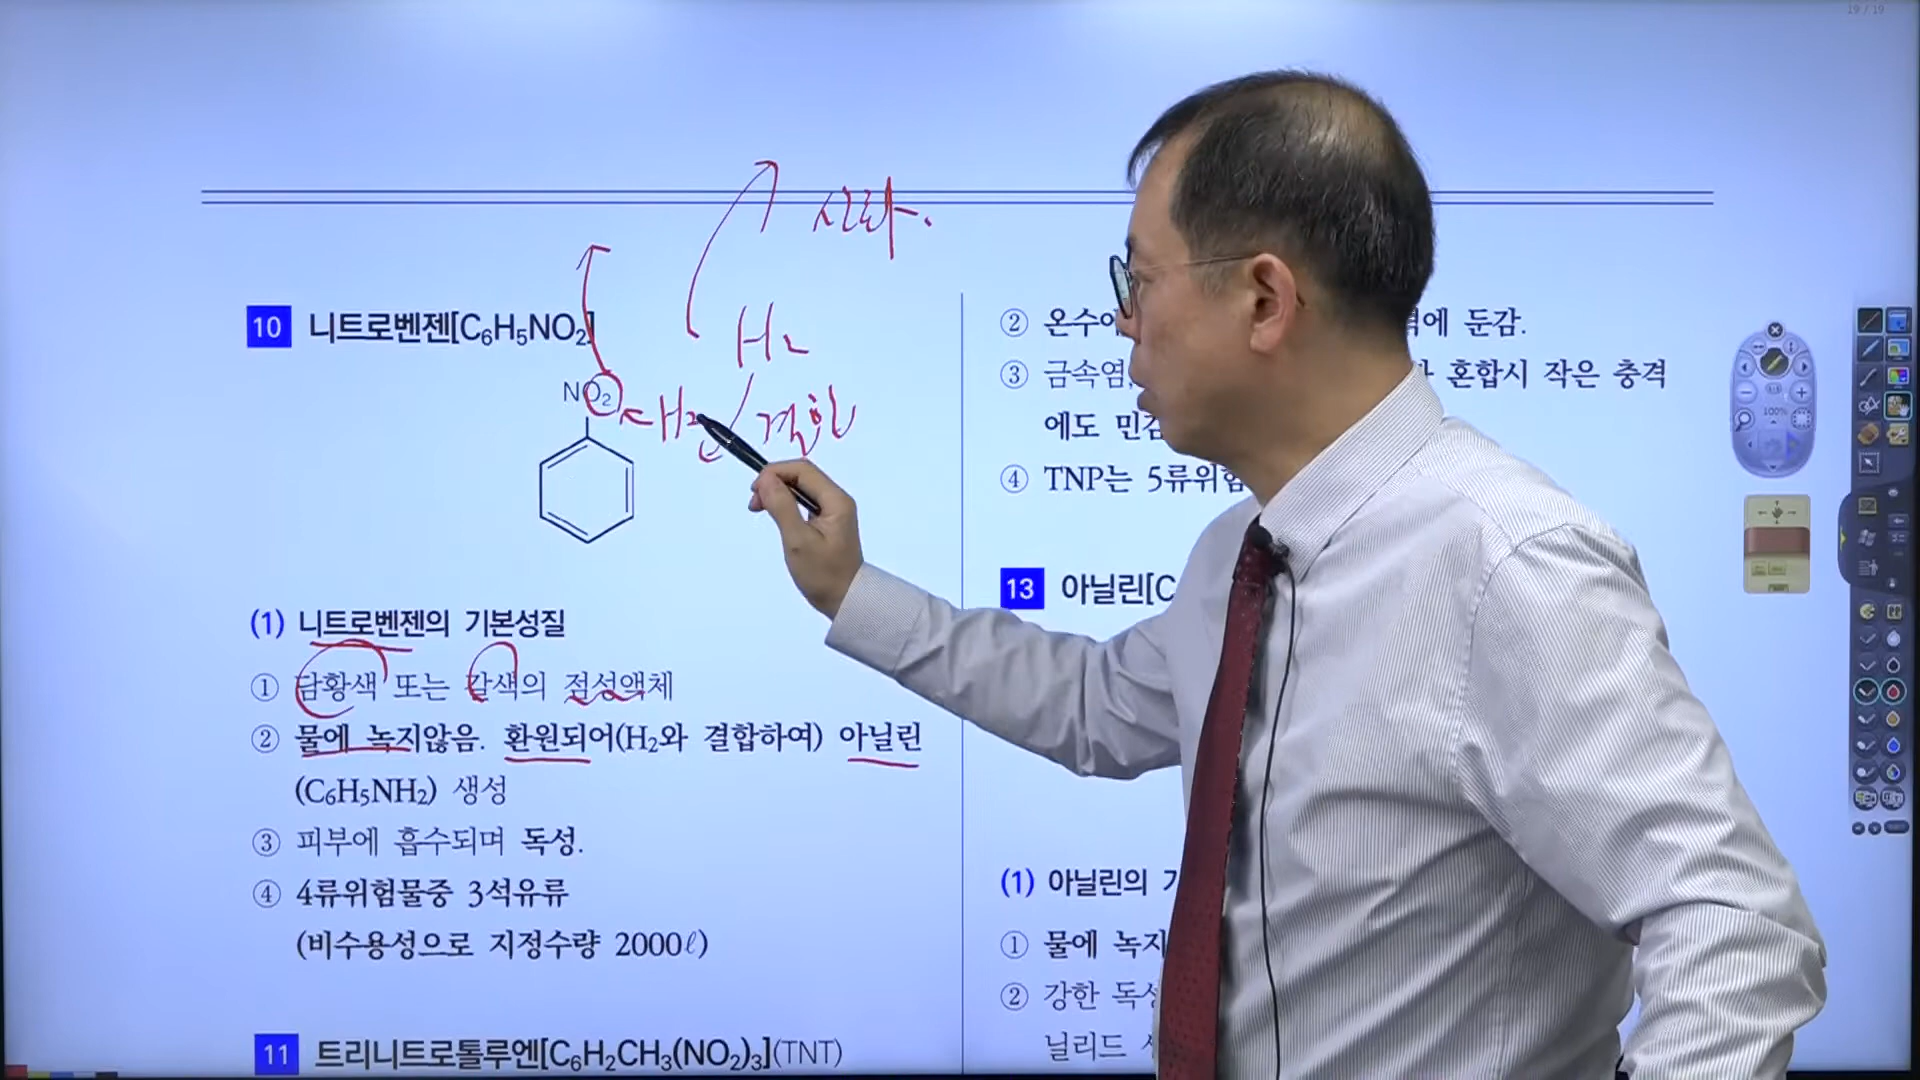 19 / 19
산화.
10 니트로벤젠[C₆H₅NO₂]
H₂
NO₂
H₂
결합
(1) 니트로벤젠의 기본성질
① 담황색 또는 갈색의 점성액체
② 물에 녹지않음. 환원되어(H₂와 결합하여) 아닐린
(C₆H₅NH₂) 생성
③ 피부에 흡수되며 독성.
④ 4류위험물중 3석유류
(비수용성으로 지정수량 2000ℓ)
11 트리니트로톨루엔[C₆H₂CH₃(NO₂)₃](TNT)
② 온수에 에 둔감.
③ 금속염, 혼합시 작은 충격
에도 민감
④ TNP는 5류위험
13 아닐린[C
(1) 아닐린의 기
① 물에 녹지
② 강한 독성
닐리드
100%